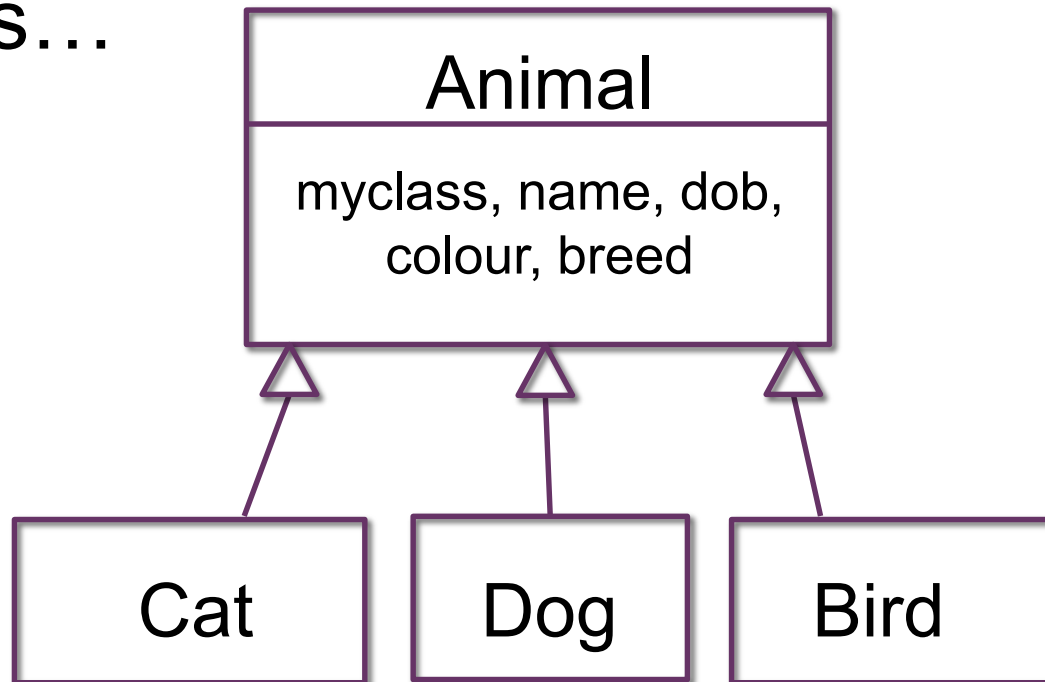 s…
Animal
myclass, name, dob,
colour, breed
Cat Dog Bird